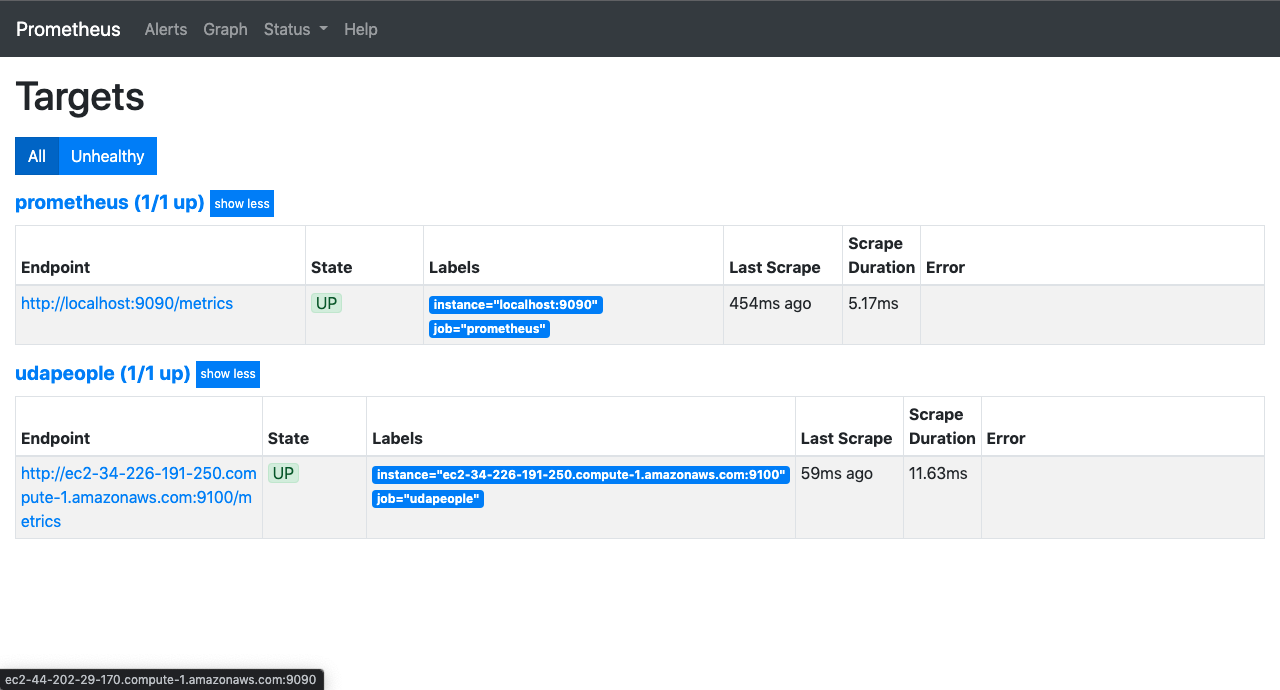 Prometheus Alerts Graph Status Help
Targets
All Unhealthy
prometheus (1/1 up) show less
Endpoint State Labels Last Scrape Scrape Duration Error
http://localhost:9090/metrics UP instance="localhost:9090" 454ms ago 5.17ms
job="prometheus"
udapeople (1/1 up) show less
Endpoint State Labels Last Scrape Scrape Duration Error
http://ec2-34-226-191-250.com UP instance="ec2-34-226-191-250.compute-1.amazonaws.com:9100" 59ms ago 11.63ms
pute-1.amazonaws.com:9100/m job="udapeople"
etrics
ec2-44-202-29-170.compute-1.amazonaws.com:9090